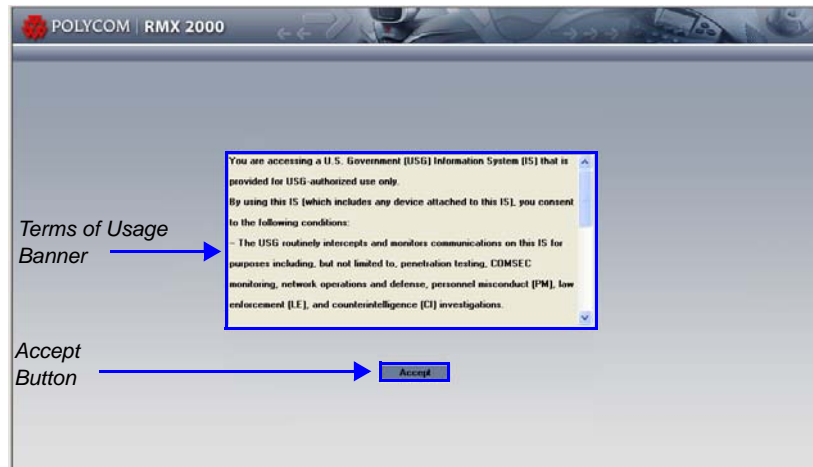 POLYCOM | RMX 2000
You are accessing a U.S. Government (USG) Information System (IS) that is
provided for USG-authorized use only.
By using this IS (which includes any device attached to this IS), you consent
to the following conditions:
- The USG routinely intercepts and monitors communications on this IS for
purposes including, but not limited to, penetration testing, COMSEC
monitoring, network operations and defense, personnel misconduct (PM), law
enforcement (LE), and counterintelligence (CI) investigations.
Terms of Usage
Banner
Accept
Button
Accept